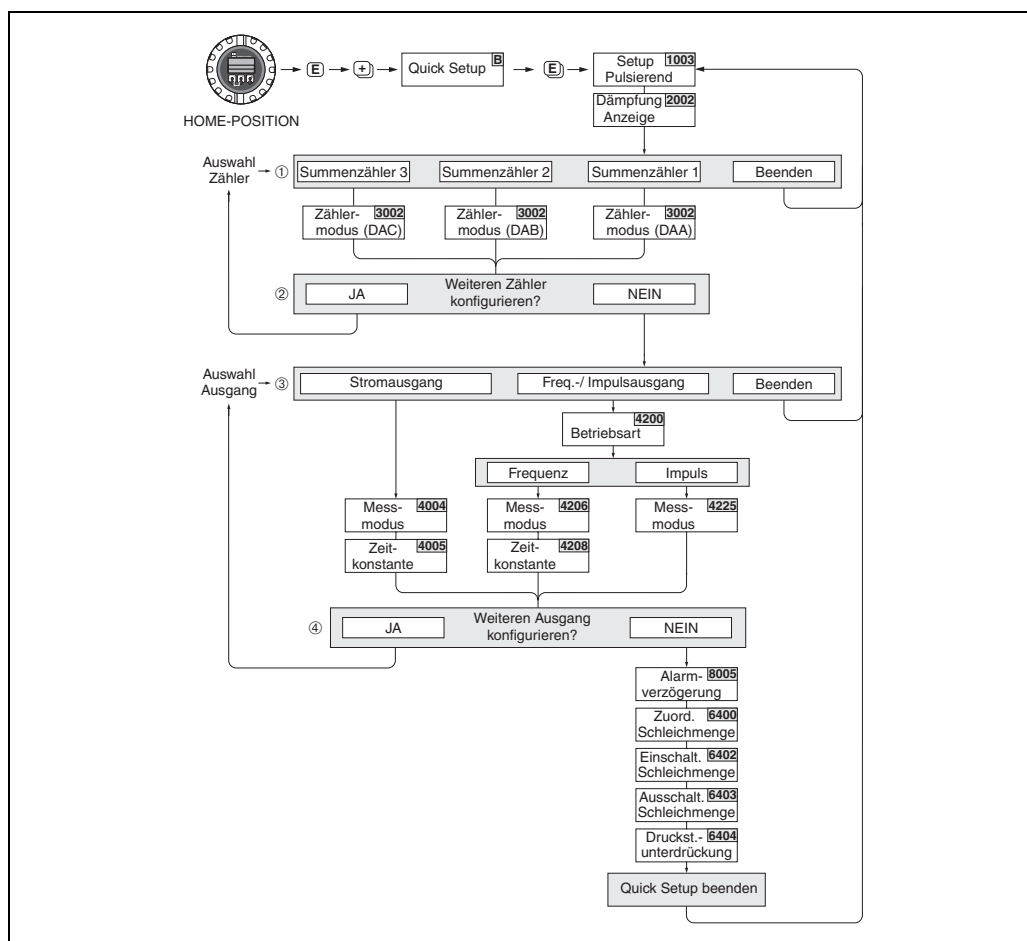 HOME-POSITION
E
+
Quick Setup B
E
Setup 1003
Pulsierend
Dämpfung 2002
Anzeige
Auswahl
Zähler
①
Summenzähler 3
Summenzähler 2
Summenzähler 1
Beenden
Zähler- 3002
modus (DAC)
Zähler- 3002
modus (DAB)
Zähler- 3002
modus (DAA)
②
JA
Weiteren Zähler
konfigurieren?
NEIN
Auswahl
Ausgang
③
Stromausgang
Freq.-/ Impulsausgang
Beenden
4200
Betriebsart
Frequenz
Impuls
Mess- 4004
modus
Mess- 4206
modus
Mess- 4225
modus
Zeit- 4005
konstante
Zeit- 4208
konstante
④
JA
Weiteren Ausgang
konfigurieren?
NEIN
Alarm- 8005
verzögerung
Zuord. 6400
Schleichmenge
Einschalt. 6402
Schleichmenge
Ausschalt. 6403
Schleichmenge
Druckst.- 6404
unterdrückung
Quick Setup beenden